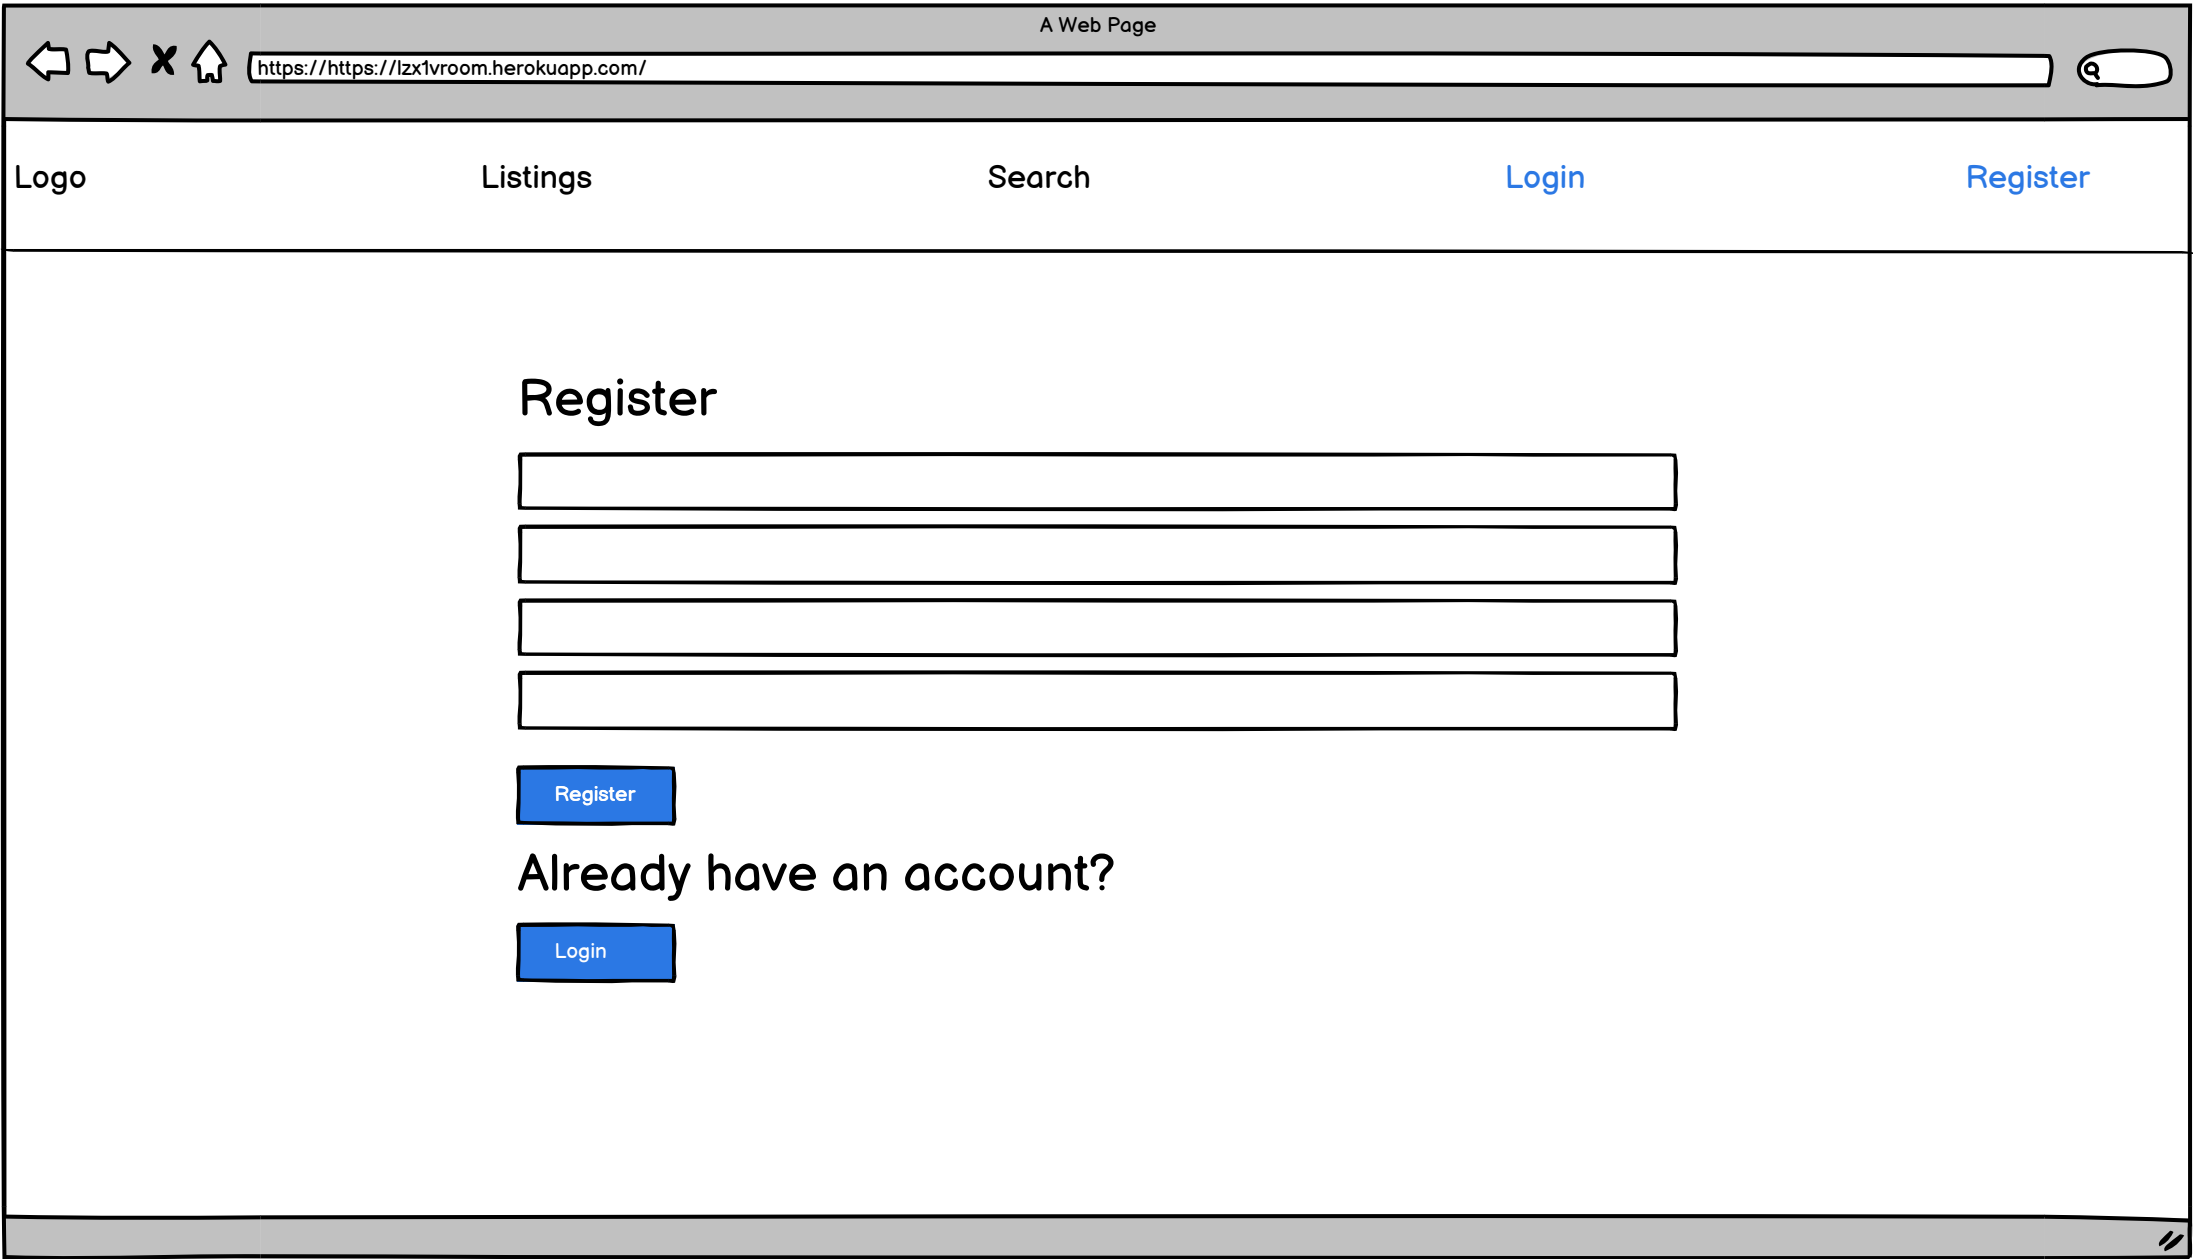 A Web Page
https://https://lzx1vroom.herokuapp.com/
Logo Listings Search Login Register
Register
Register
Already have an account?
Login